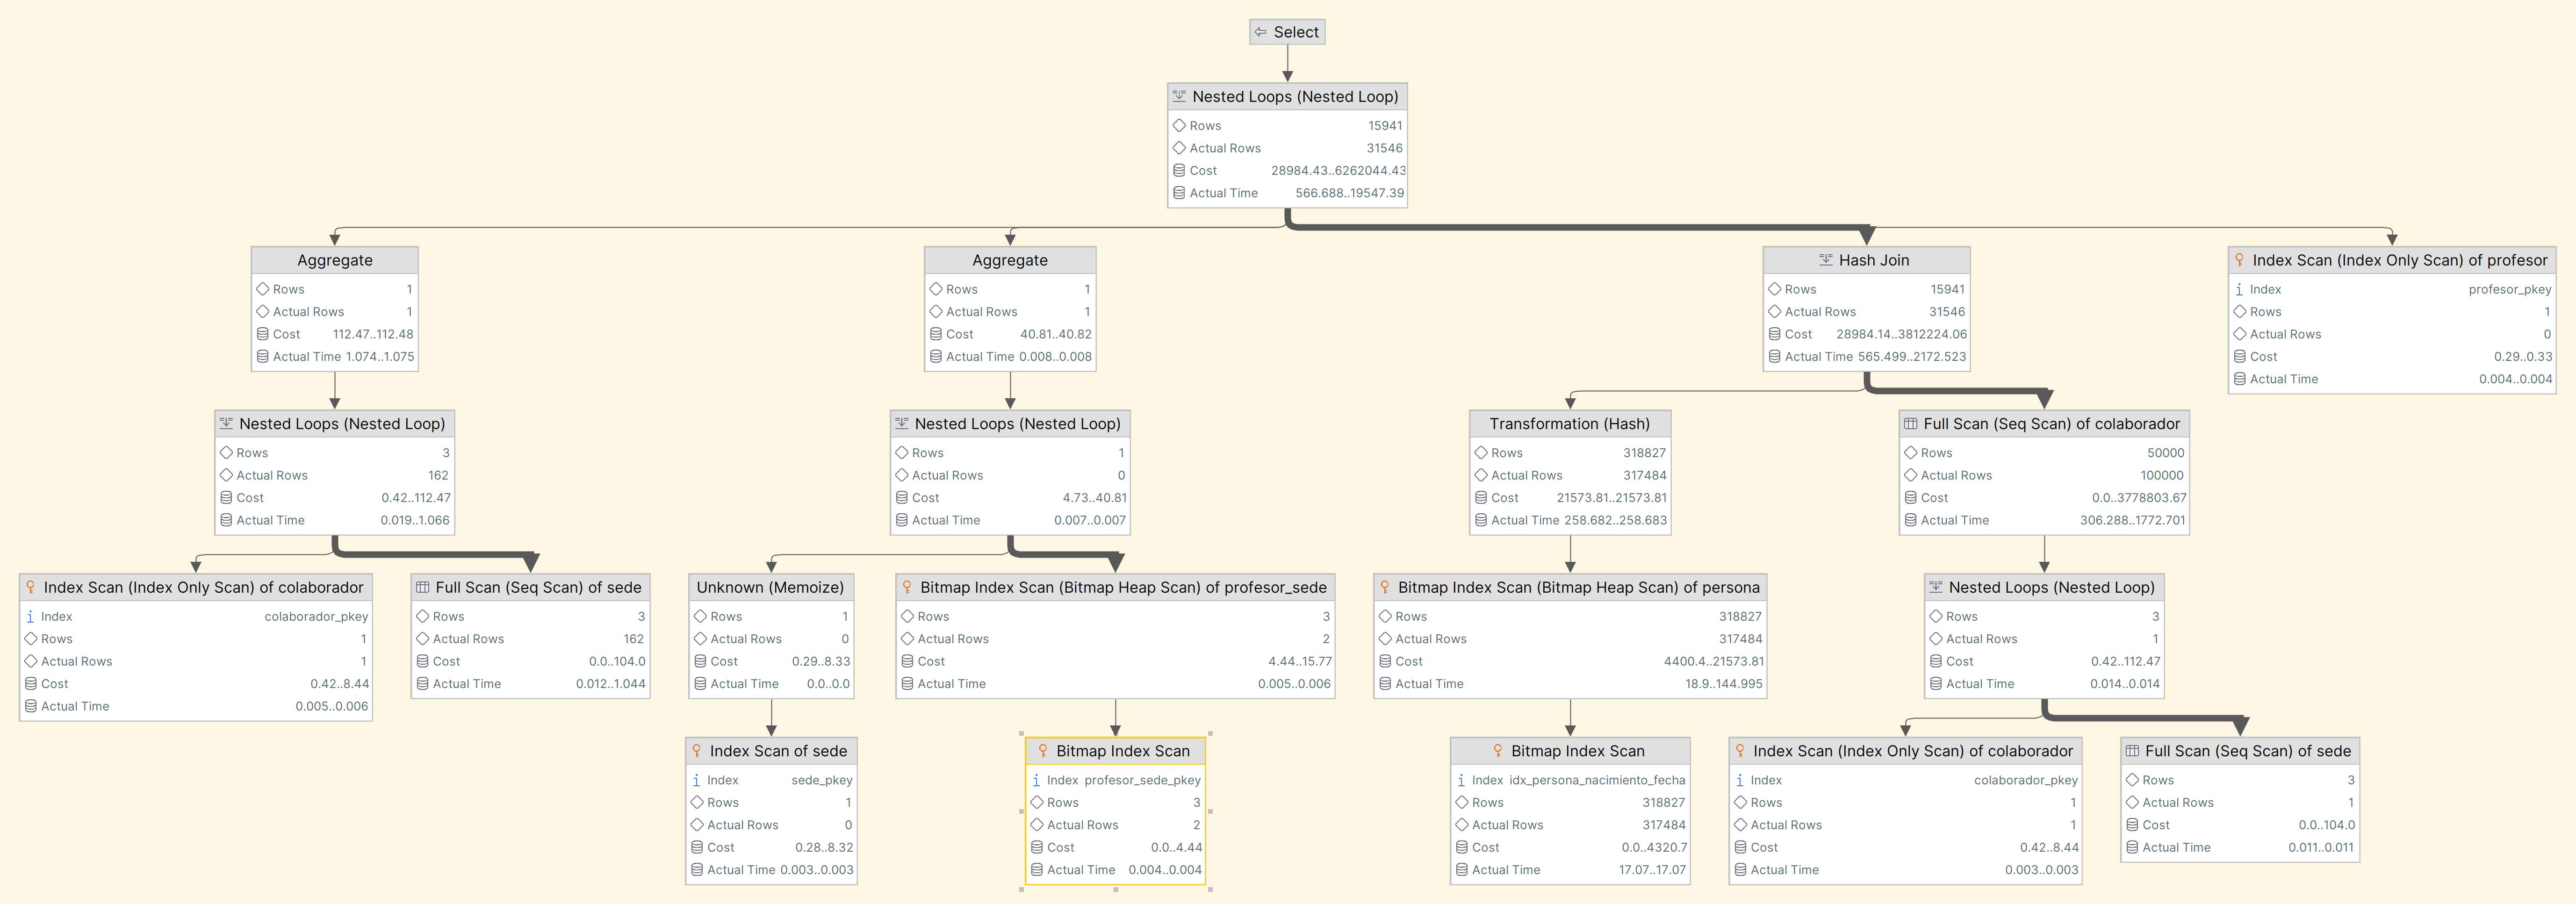 Select
Nested Loops (Nested Loop)
Rows 15941
Actual Rows 31546
Cost 28984.43..6262044.43
Actual Time 566.688..19547.39
Aggregate
Rows 1
Actual Rows 1
Cost 112.47..112.48
Actual Time 1.074..1.075
Aggregate
Rows 1
Actual Rows 1
Cost 40.81..40.82
Actual Time 0.008..0.008
Hash Join
Rows 15941
Actual Rows 31546
Cost 28984.14..3812224.06
Actual Time 565.499..2172.523
Index Scan (Index Only Scan) of profesor
Index profesor_pkey
Rows 1
Actual Rows 0
Cost 0.29..0.33
Actual Time 0.004..0.004
Nested Loops (Nested Loop)
Rows 3
Actual Rows 162
Cost 0.42..112.47
Actual Time 0.019..1.066
Nested Loops (Nested Loop)
Rows 1
Actual Rows 0
Cost 4.73..40.81
Actual Time 0.007..0.007
Transformation (Hash)
Rows 318827
Actual Rows 317484
Cost 21573.81..21573.81
Actual Time 258.682..258.683
Full Scan (Seq Scan) of colaborador
Rows 50000
Actual Rows 100000
Cost 0.0..3778803.67
Actual Time 306.288..1772.701
Index Scan (Index Only Scan) of colaborador
Index colaborador_pkey
Rows 1
Actual Rows 1
Cost 0.42..8.44
Actual Time 0.005..0.006
Full Scan (Seq Scan) of sede
Rows 3
Actual Rows 162
Cost 0.0..104.0
Actual Time 0.012..1.044
Unknown (Memoize)
Rows 1
Actual Rows 0
Cost 0.29..8.33
Actual Time 0.0..0.0
Bitmap Index Scan (Bitmap Heap Scan) of profesor_sede
Rows 3
Actual Rows 2
Cost 4.44..15.77
Actual Time 0.005..0.006
Bitmap Index Scan (Bitmap Heap Scan) of persona
Rows 318827
Actual Rows 317484
Cost 4400.4..21573.81
Actual Time 18.9..144.995
Nested Loops (Nested Loop)
Rows 3
Actual Rows 1
Cost 0.42..112.47
Actual Time 0.014..0.014
Index Scan of sede
Index sede_pkey
Rows 1
Actual Rows 0
Cost 0.28..8.32
Actual Time 0.003..0.003
Bitmap Index Scan
Index profesor_sede_pkey
Rows 3
Actual Rows 2
Cost 0.0..4.44
Actual Time 0.004..0.004
Bitmap Index Scan
Index idx_persona_nacimiento_fecha
Rows 318827
Actual Rows 317484
Cost 0.0..4320.7
Actual Time 17.07..17.07
Index Scan (Index Only Scan) of colaborador
Index colaborador_pkey
Rows 1
Actual Rows 1
Cost 0.42..8.44
Actual Time 0.003..0.003
Full Scan (Seq Scan) of sede
Rows 3
Actual Rows 1
Cost 0.0..104.0
Actual Time 0.011..0.011